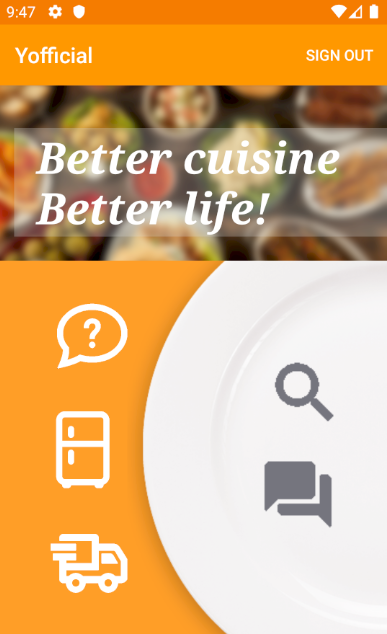 9:47
Yofficial
SIGN OUT
Better cuisine
Better life!
?